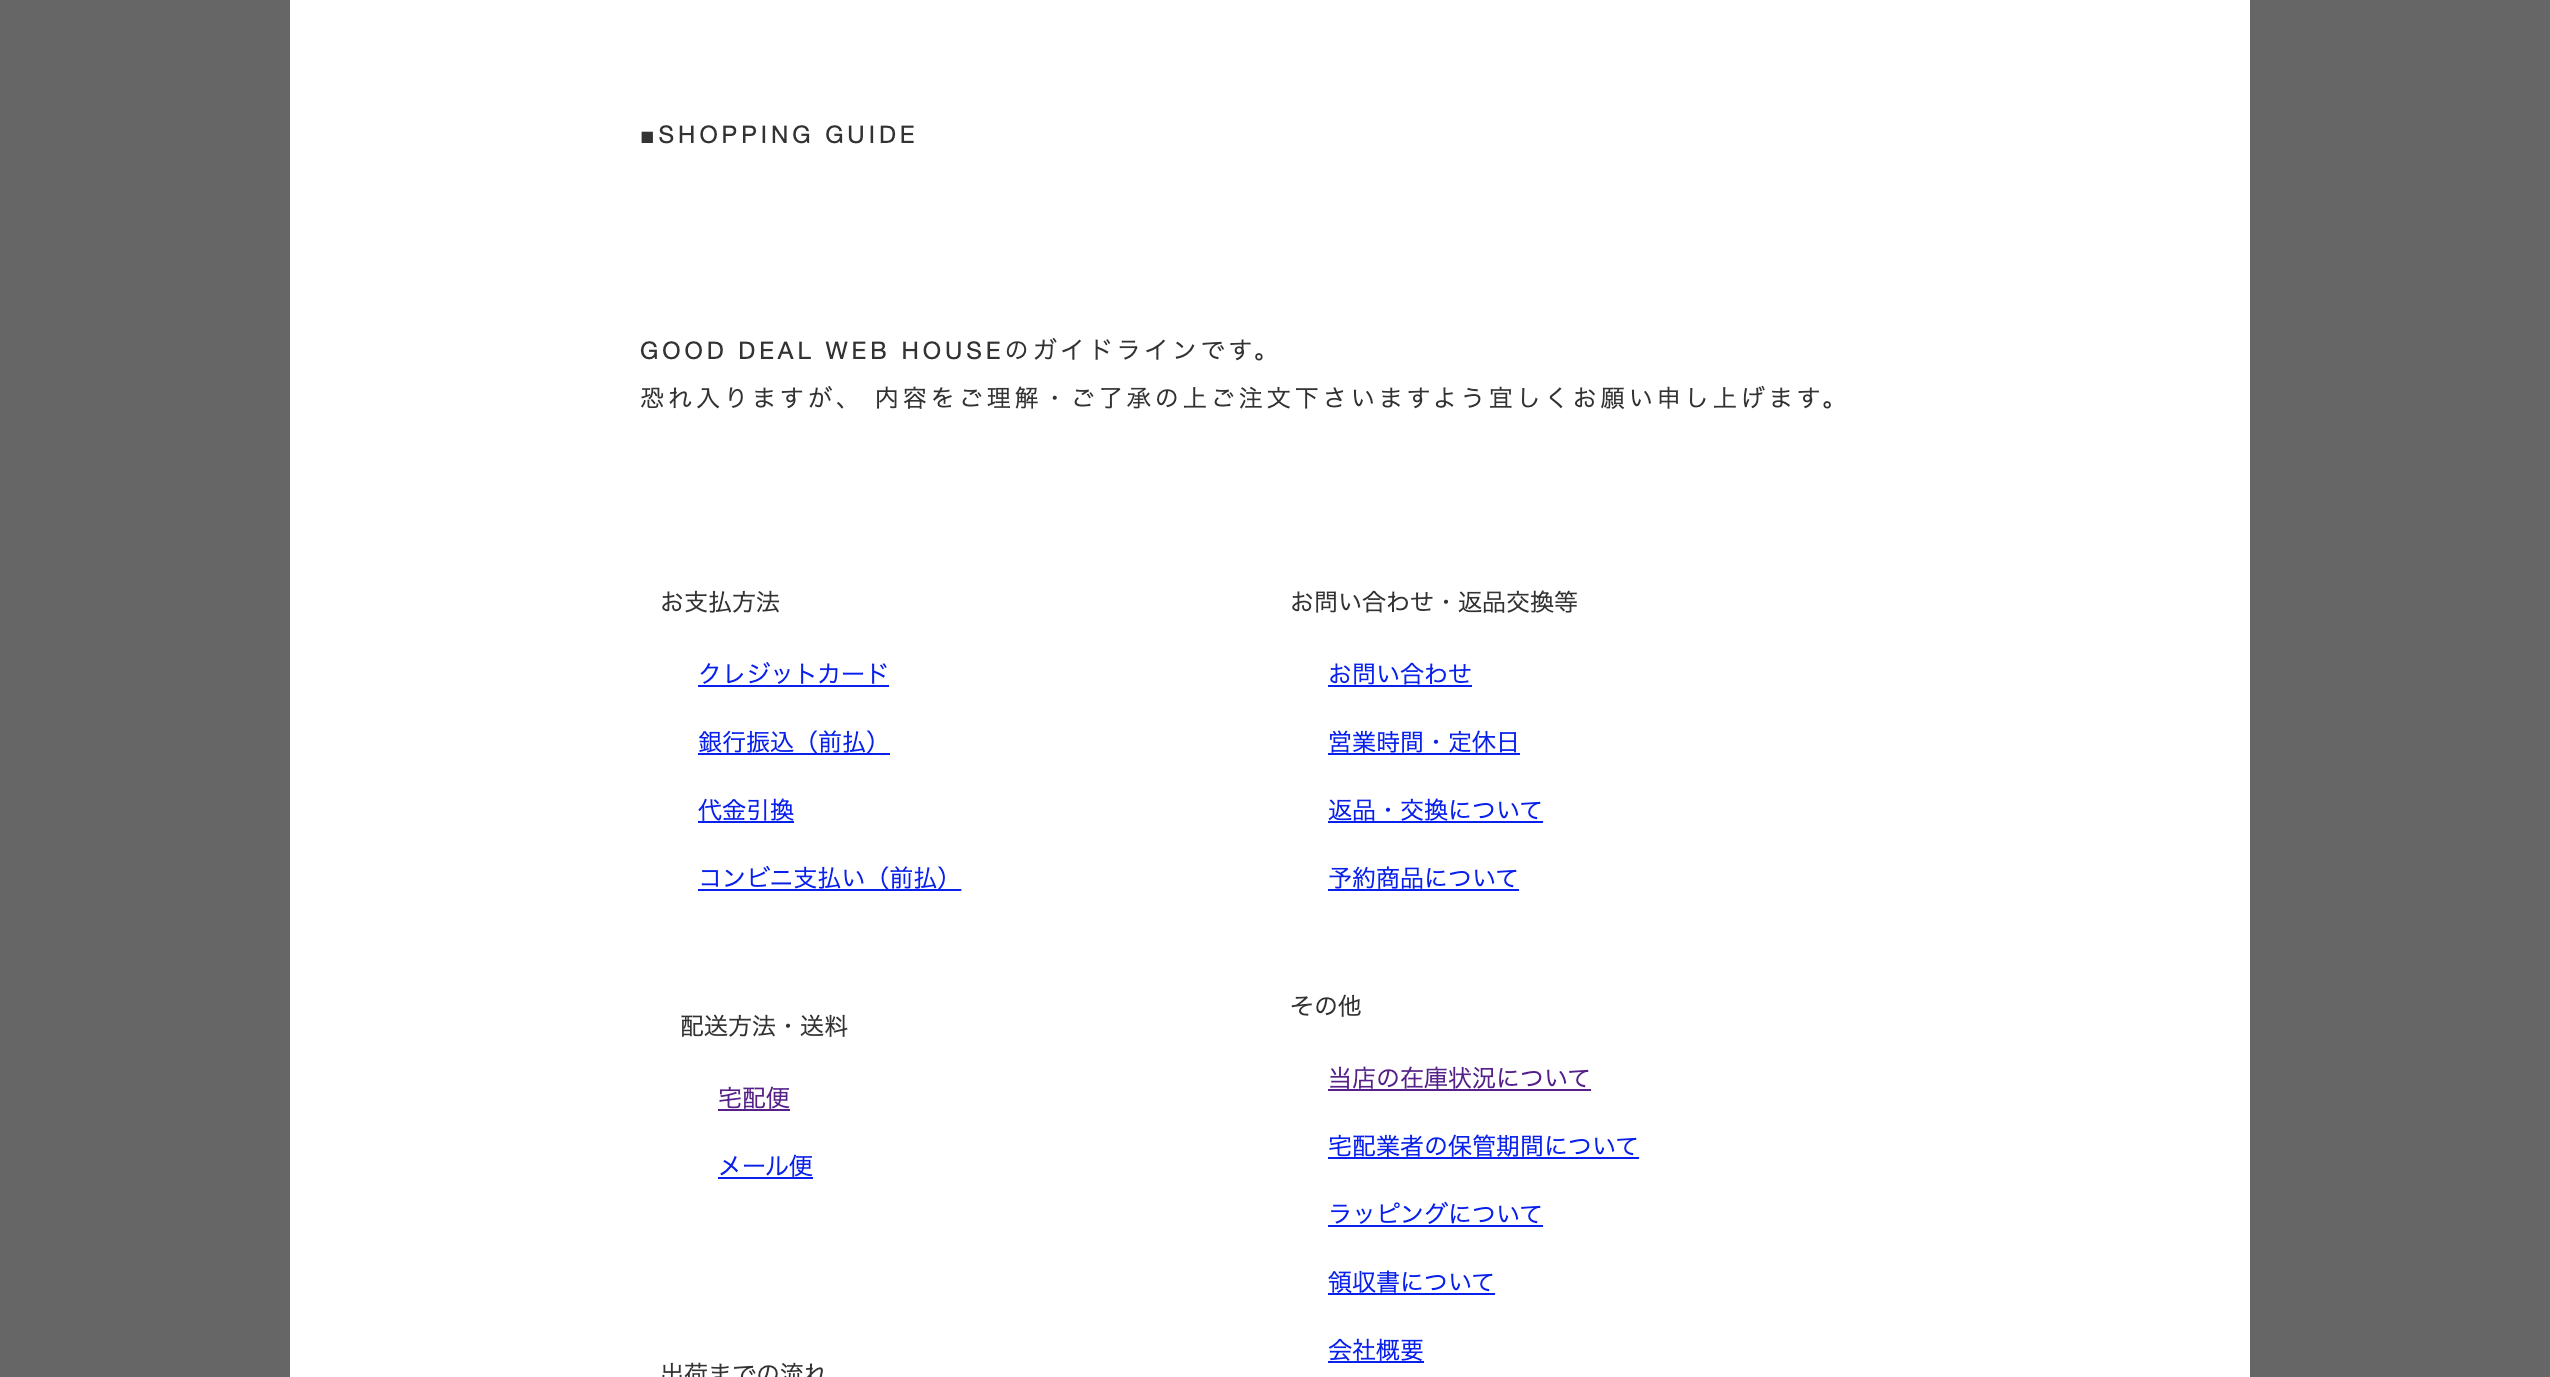 ■SHOPPING GUIDE
GOOD DEAL WEB HOUSEのガイドラインです。
恐れ入りますが、 内容をご理解・ご了承の上ご注文下さいますよう宜しくお願い申し上げます。
お支払方法
クレジットカード
銀行振込（前払）
代金引換
コンビニ支払い（前払）
配送方法・送料
宅配便
メール便
出荷までの流れ
お問い合わせ・返品交換等
お問い合わせ
営業時間・定休日
返品・交換について
予約商品について
その他
当店の在庫状況について
宅配業者の保管期間について
ラッピングについて
領収書について
会社概要